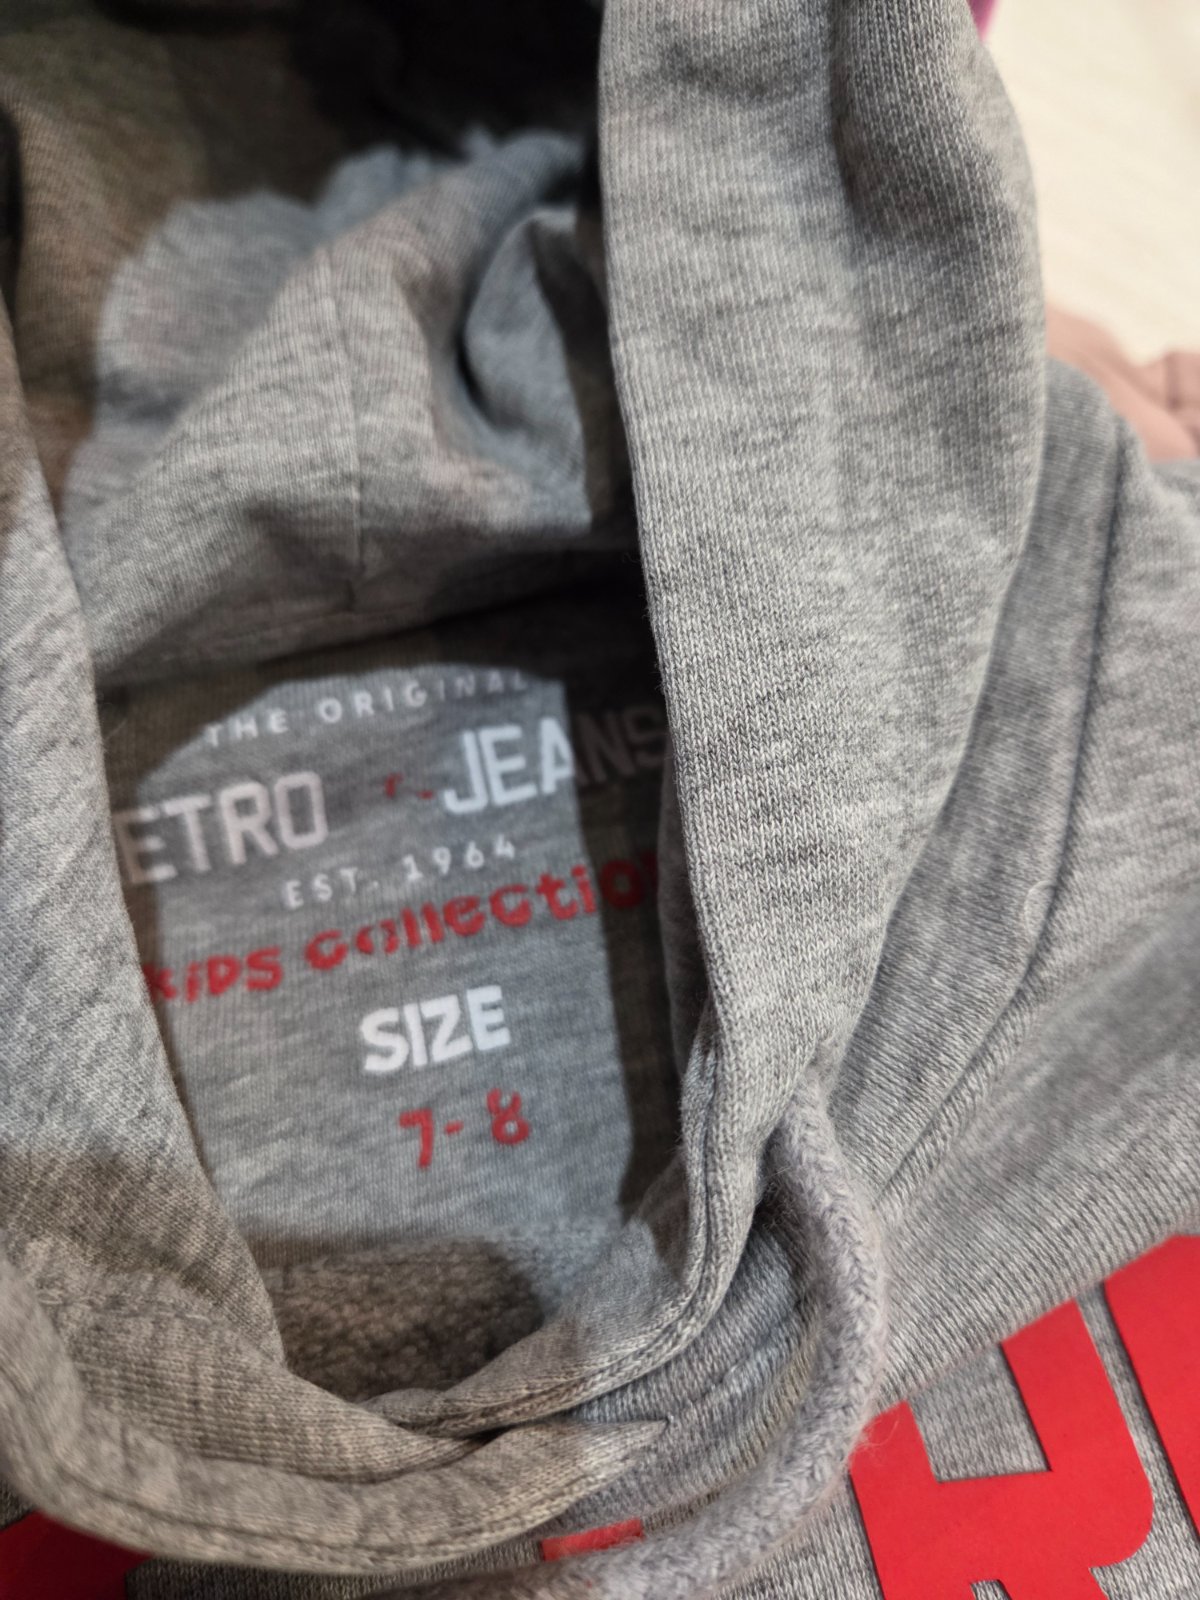 THE ORIGINAL
ETRO JEANS
EST. 1964
KiDS collectio
SIZE
7-8